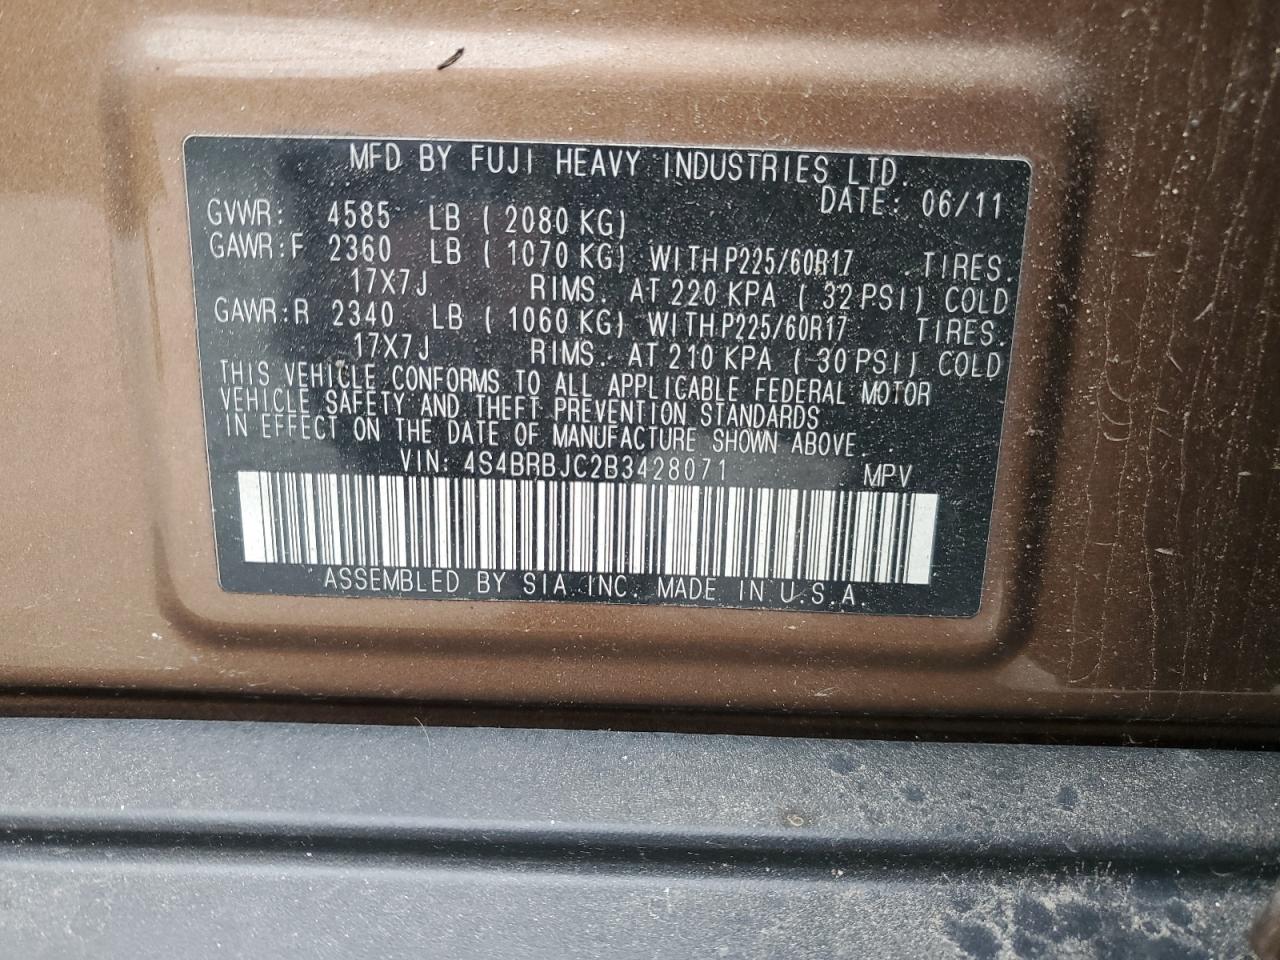 MFD BY FUJI HEAVY INDUSTRIES LTD.
DATE: 06/11
GVWR: 4585 LB ( 2080 KG)
GAWR:F 2360 LB ( 1070 KG) WITH P225/60R17 TIRES.
17X7J RIMS. AT 220 KPA ( 32 PSI) COLD
GAWR:R 2340 LB ( 1060 KG) WITH P225/60R17 TIRES.
17X7J RIMS. AT 210 KPA ( 30 PSI) COLD
THIS VEHICLE CONFORMS TO ALL APPLICABLE FEDERAL MOTOR
VEHICLE SAFETY AND THEFT PREVENTION STANDARDS
IN EFFECT ON THE DATE OF MANUFACTURE SHOWN ABOVE.
VIN: 4S4BRBJC2B3428071 MPV
ASSEMBLED BY SIA INC. MADE IN U.S.A.